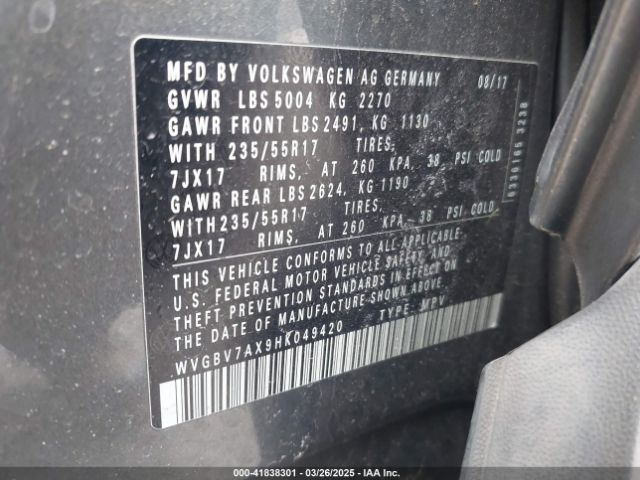 MFD BY VOLKSWAGEN AG GERMANY 08/17
GVWR LBS 5004 KG 2270
GAWR FRONT LBS 2491, KG 1130
WITH 235/55R17 TIRES,
7JX17 RIMS, AT 260 KPA, 38 PSI COLD
GAWR REAR LBS 2624, KG 1190
WITH 235/55R17 TIRES,
7JX17 RIMS, AT 260 KPA, 38 PSI COLD
THIS VEHICLE CONFORMS TO ALL APPLICABLE
U.S. FEDERAL MOTOR VEHICLE SAFETY, AND
THEFT PREVENTION STANDARDS IN EFFECT ON
THE DATE OF MANUFACTURE SHOWN ABOVE.
WVGBV7AX9HK049420 TYPE: MPV
0330165 3238
000-41838301 - 03/26/2025 - IAA Inc.